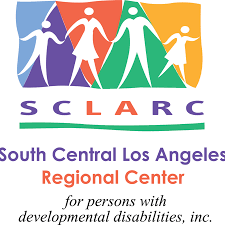 SCLARC
South Central Los Angeles
Regional Center
for persons with
developmental disabilities, inc.